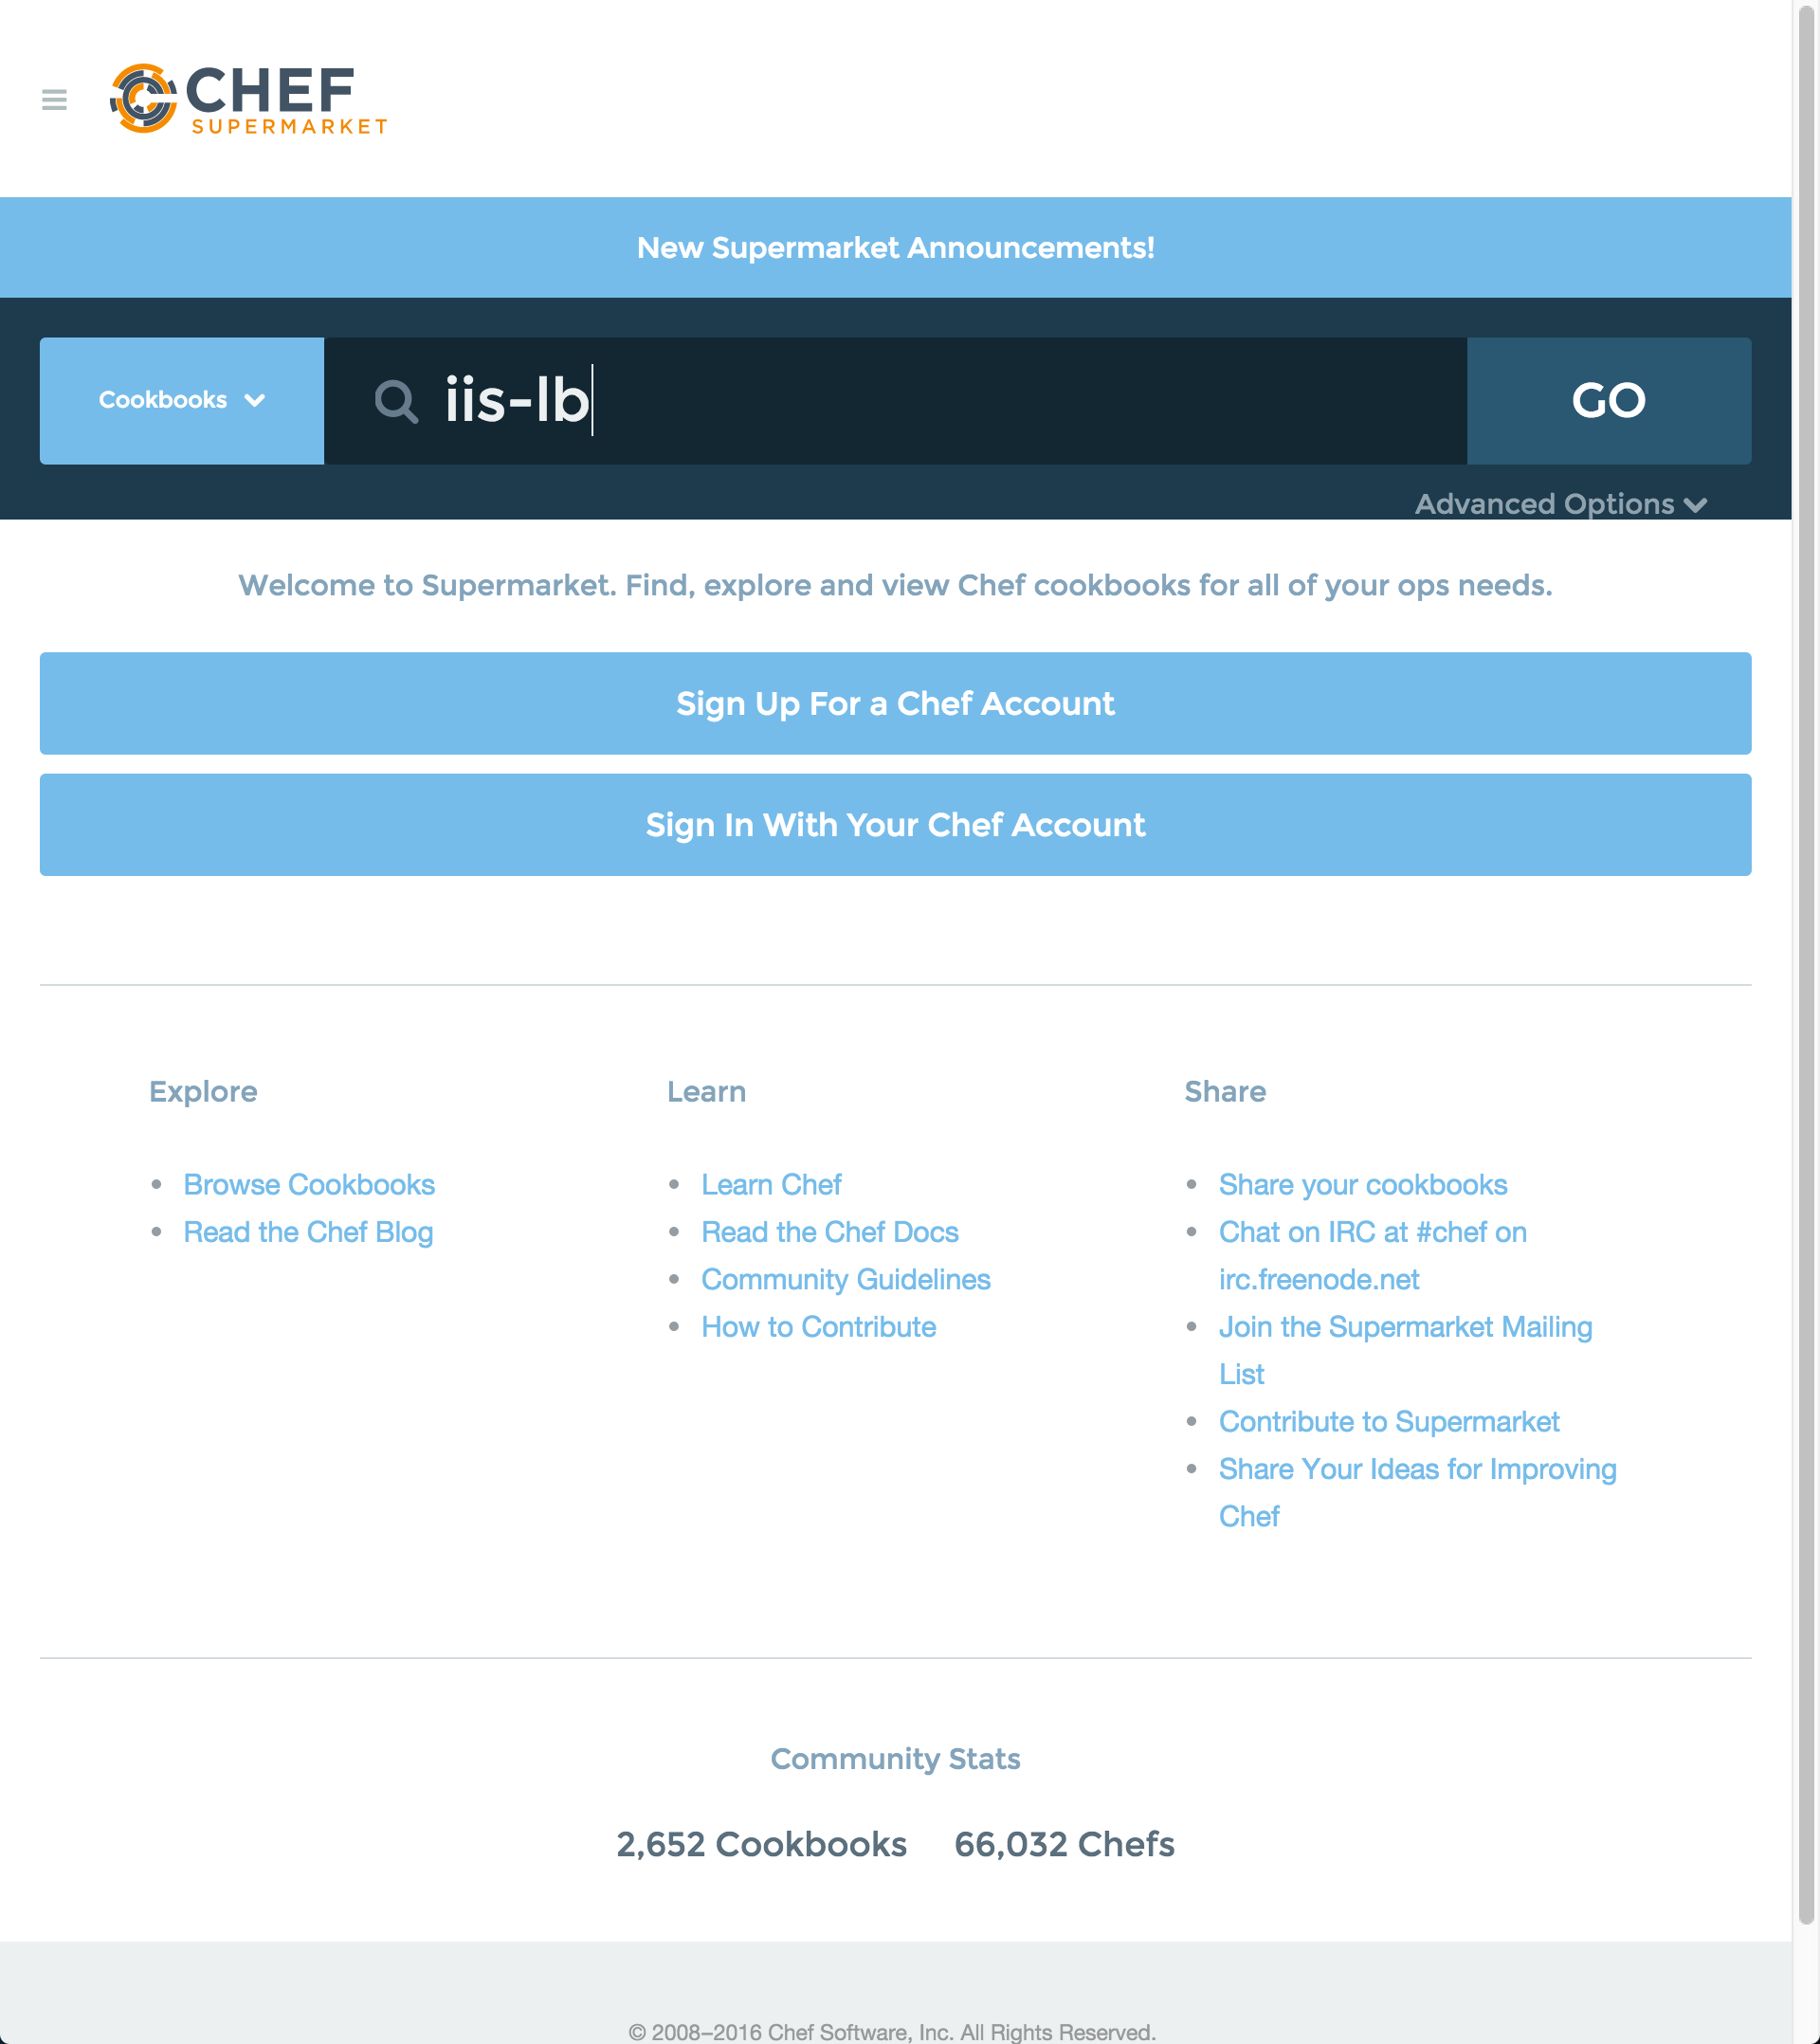 CHEF
SUPERMARKET
New Supermarket Announcements!
Cookbooks
iis-lb
GO
Advanced Options
Welcome to Supermarket. Find, explore and view Chef cookbooks for all of your ops needs.
Sign Up For a Chef Account
Sign In With Your Chef Account
Explore
Browse Cookbooks
Read the Chef Blog
Learn
Learn Chef
Read the Chef Docs
Community Guidelines
How to Contribute
Share
Share your cookbooks
Chat on IRC at #chef on
irc.freenode.net
Join the Supermarket Mailing
List
Contribute to Supermarket
Share Your Ideas for Improving
Chef
Community Stats
2,652 Cookbooks 66,032 Chefs
© 2008–2016 Chef Software, Inc. All Rights Reserved.